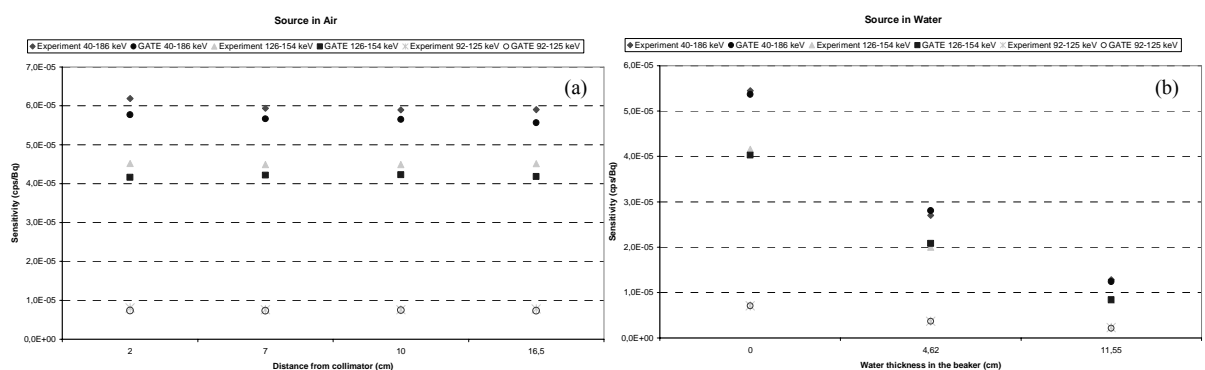 Source in Air
Experiment 40-186 keV GATE 40-186 keV Experiment 126-154 keV GATE 126-154 keV Experiment 92-125 keV GATE 92-125 keV
(a)
Sensitivity (cps/Bq)
7,0E-05
6,0E-05
5,0E-05
4,0E-05
3,0E-05
2,0E-05
1,0E-05
0,0E+00
2 7 10 16,5
Distance from collimator (cm)
Source in Water
Experiment 40-186 keV GATE 40-186 keV Experiment 126-154 keV GATE 126-154 keV Experiment 92-125 keV GATE 92-125 keV
(b)
Sensitivity (cps/Bq)
6,0E-05
5,0E-05
4,0E-05
3,0E-05
2,0E-05
1,0E-05
0,0E+00
0 4,62 11,55
Water thickness in the beaker (cm)